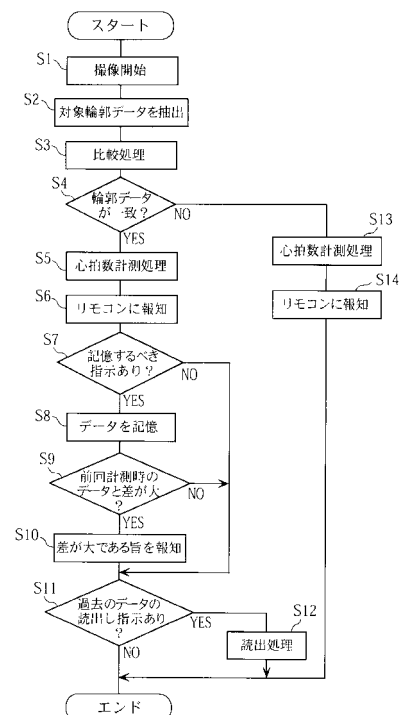 スタート
S1
撮像開始
S2
対象輪郭データを抽出
S3
比較処理
S4
輪郭データ
が一致?
NO
YES
S13
心拍数計測処理
S14
リモコンに報知
S5
心拍数計測処理
S6
リモコンに報知
S7
記憶するべき
指示あり?
NO
YES
S8
データを記憶
S9
前回計測時の
データと差が大
?
NO
YES
S10
差が大である旨を報知
S11
過去のデータの
読出し指示あり
?
YES
NO
S12
読出処理
エンド